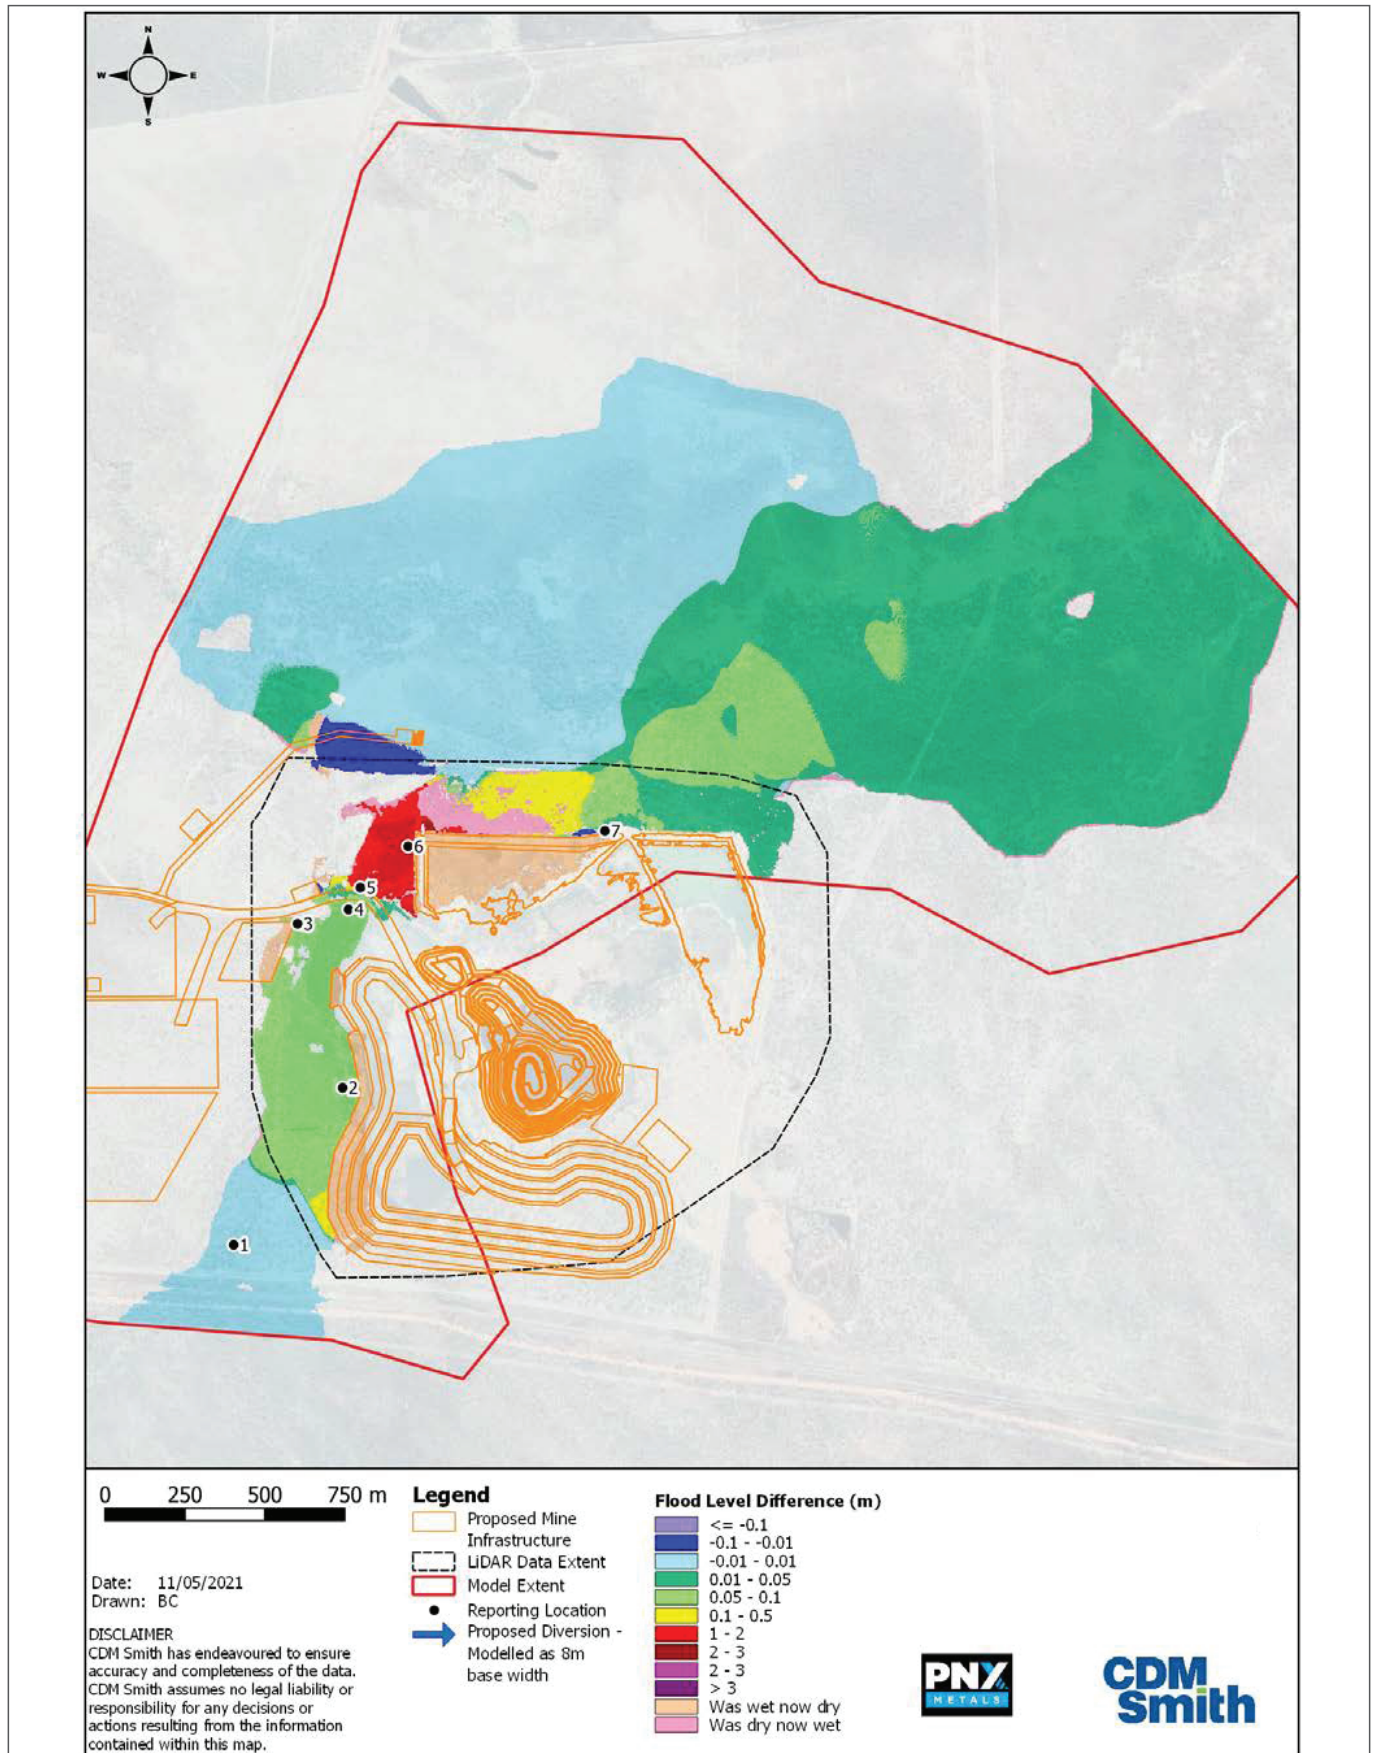 N
W E
S
7
6
5
4
3
2
1
0 250 500 750 m
Date: 11/05/2021
Drawn: BC
DISCLAIMER
CDM Smith has endeavoured to ensure
accuracy and completeness of the data.
CDM Smith assumes no legal liability or
responsibility for any decisions or
actions resulting from the information
contained within this map.
Legend
Proposed Mine
Infrastructure
LiDAR Data Extent
Model Extent
Reporting Location
Proposed Diversion -
Modelled as 8m
base width
Flood Level Difference (m)
<= -0.1
-0.1 - -0.01
-0.01 - 0.01
0.01 - 0.05
0.05 - 0.1
0.1 - 0.5
1 - 2
2 - 3
2 - 3
> 3
Was wet now dry
Was dry now wet
PNX
METALS
CDM
Smith